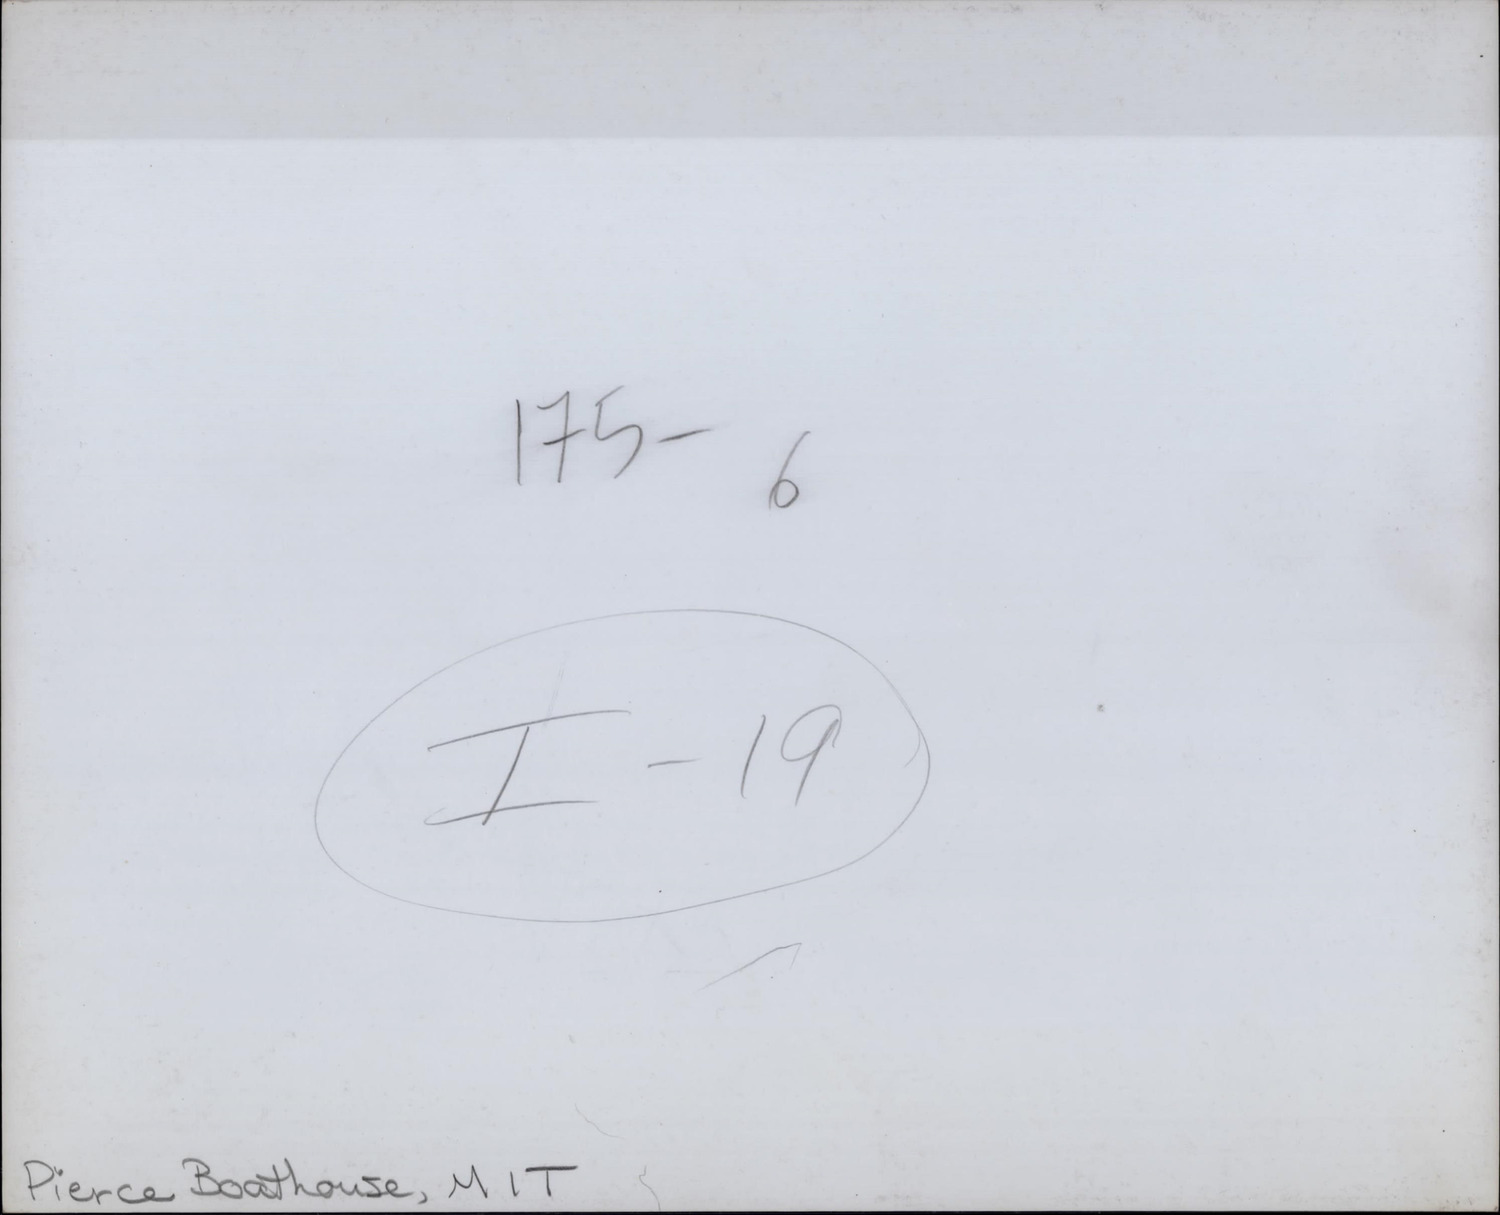 175- 6
I - 19
Pierce Boathouse, MIT